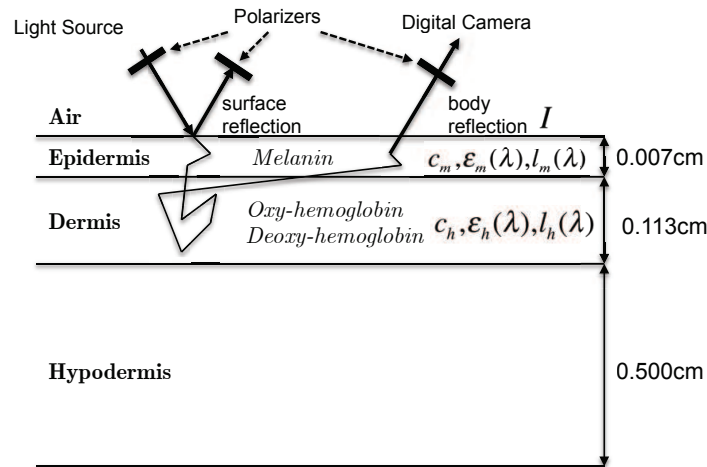 Polarizers
Light Source
Digital Camera
surface
reflection
body
reflection I
Air
Epidermis
Melanin
c_m, ε_m(λ), l_m(λ)
0.007cm
Dermis
Oxy-hemoglobin
Deoxy-hemoglobin
c_h, ε_h(λ), l_h(λ)
0.113cm
Hypodermis
0.500cm